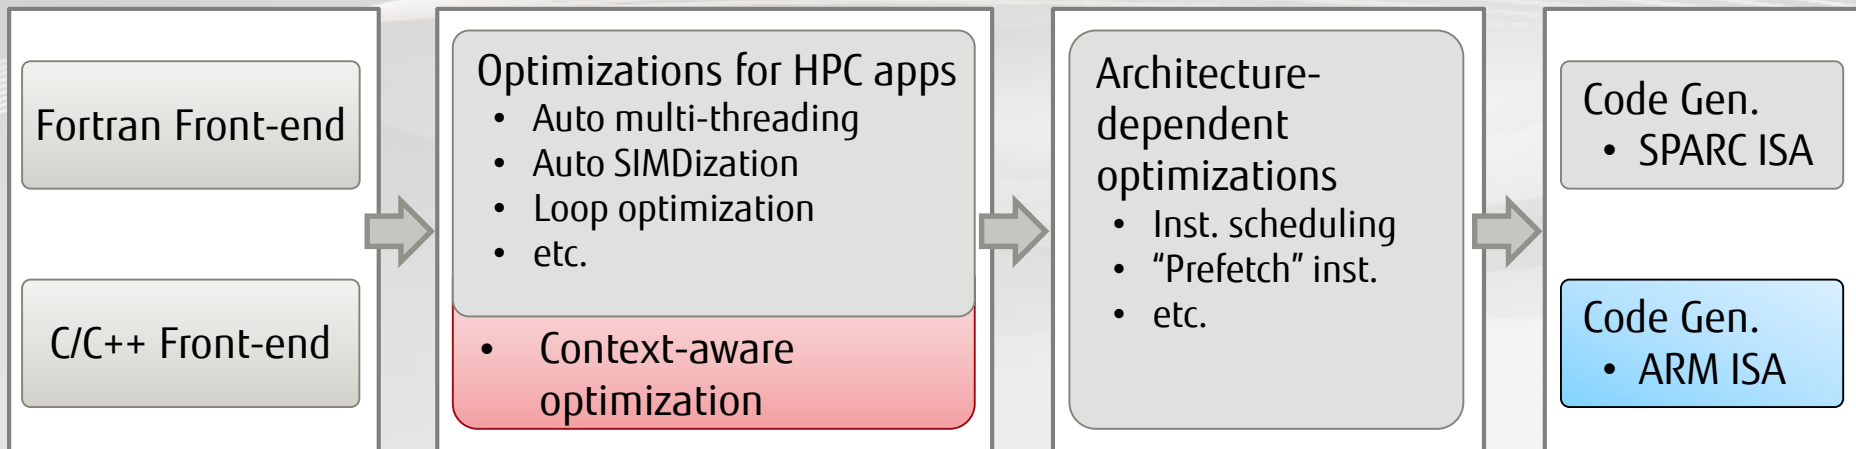 Fortran Front-end
C/C++ Front-end
Optimizations for HPC apps
• Auto multi-threading
• Auto SIMDization
• Loop optimization
• etc.
• Context-aware
optimization
Architecture-
dependent
optimizations
• Inst. scheduling
• “Prefetch” inst.
• etc.
Code Gen.
• SPARC ISA
Code Gen.
• ARM ISA